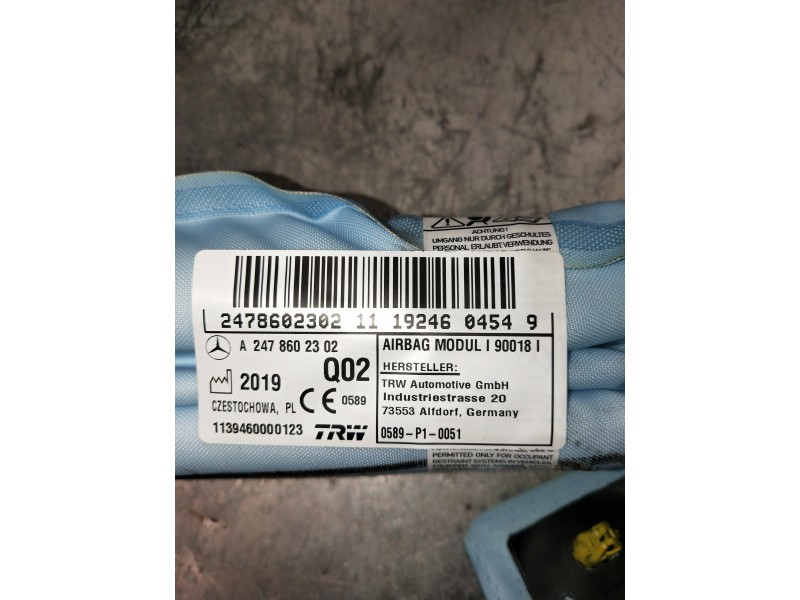 ACHTUNG!
UMGANG NUR DURCH GESCHULTES
PERSONAL ERLAUBT. VERWENDUNG
2478602302 11 19246 0454 9
A 247 860 23 02
Q02
2019
CZESTOCHOWA, PL
CE 0589
1139460000123
TRW
AIRBAG MODUL I 90018 I
HERSTELLER:
TRW Automotive GmbH
Industriestrasse 20
73553 Alfdorf, Germany
0589-P1-0051
PERMITTED ONLY FOR OCCUPANT
RESTRAINT SYSTEMS IN VEHICLES